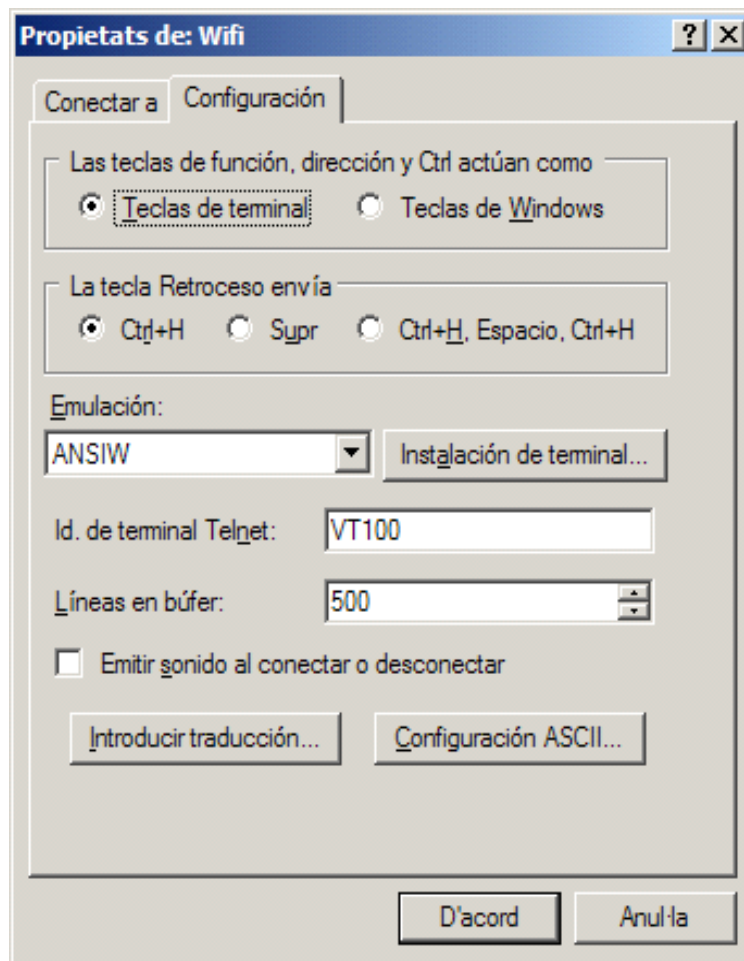 Propietats de: Wifi
Conectar a Configuración
Las teclas de función, dirección y Ctrl actúan como
Teclas de terminal Teclas de Windows
La tecla Retroceso envía
Ctrl+H Supr Ctrl+H, Espacio, Ctrl+H
Emulación:
ANSIW Instalación de terminal...
Id. de terminal Telnet: VT100
Líneas en búfer: 500
Emitir sonido al conectar o desconectar
Introducir traducción... Configuración ASCII...
D'acord Anul·la